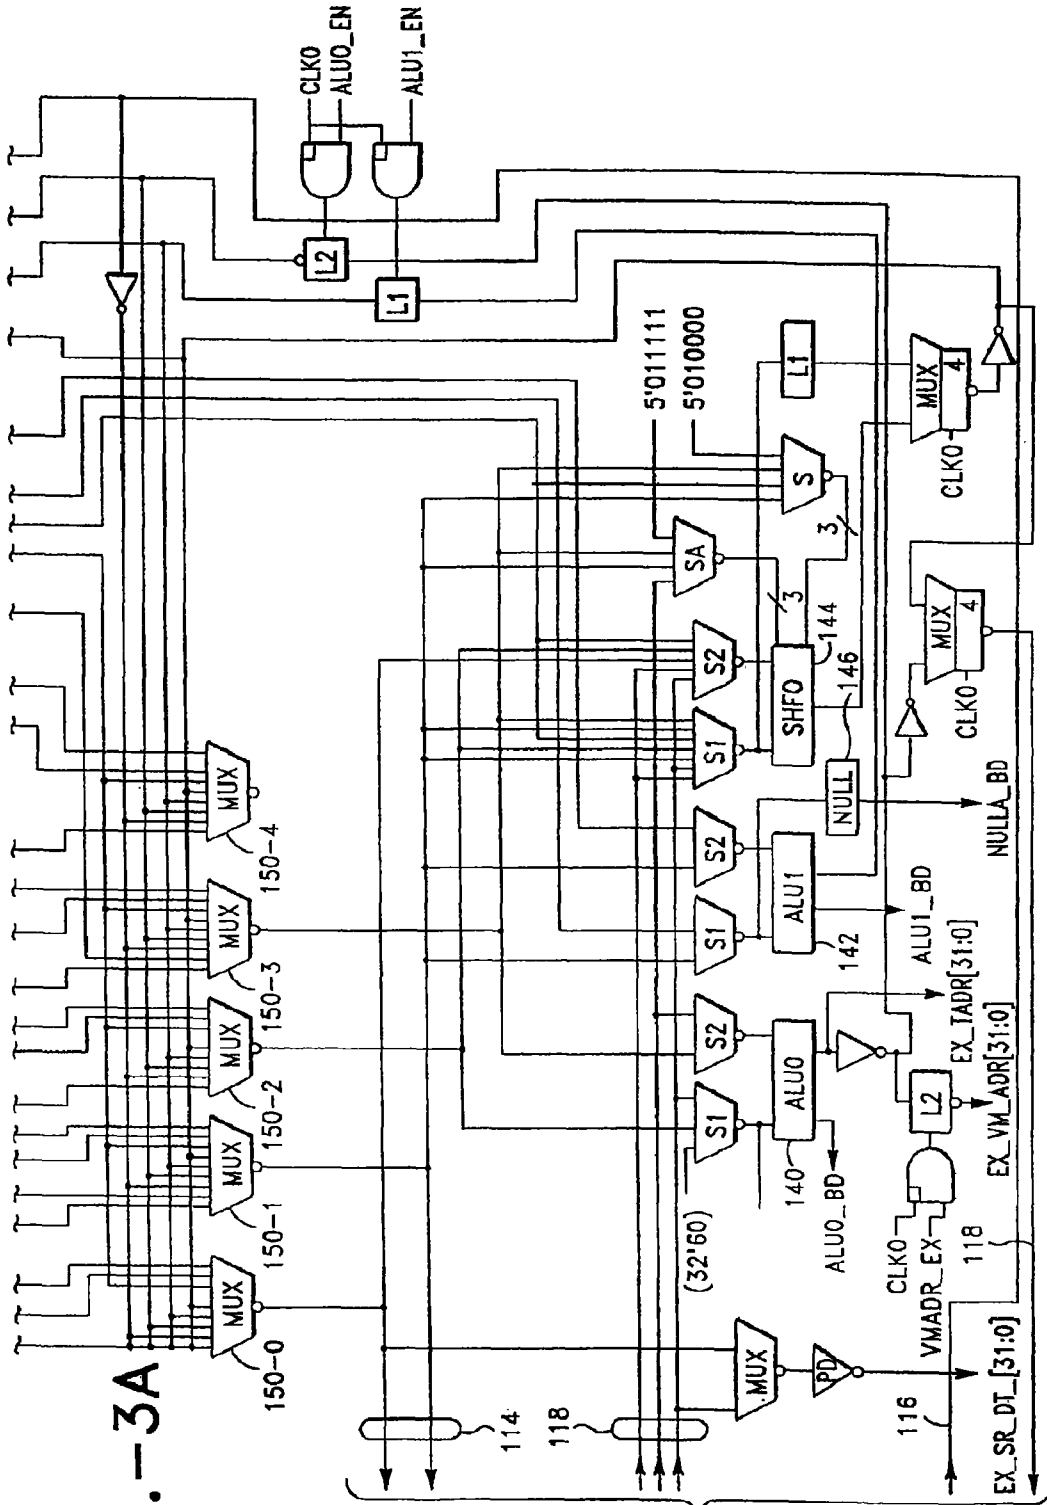 . -3A
CLK0
ALU0_EN
ALU1_EN
L2
L1
MUX
150-0
MUX
150-1
MUX
150-2
MUX
150-3
MUX
150-4
5'011111
5'010000
L1
SA
S
3
3
114
118
MUX
PD
(32'60)
S1
S2
S1
S2
S1
S2
ALU0
140
ALU1
142
SHFO
144
NULL
146
ALU0_BD
ALU1_BD
NULLA_BD
CLK0
VMADR_EX
L2
EX_IADR[31:0]
EX_VM_ADR[31:0]
MUX
4
CLK0
MUX
4
CLK0
116
118
EX_SR_DT_[31:0]